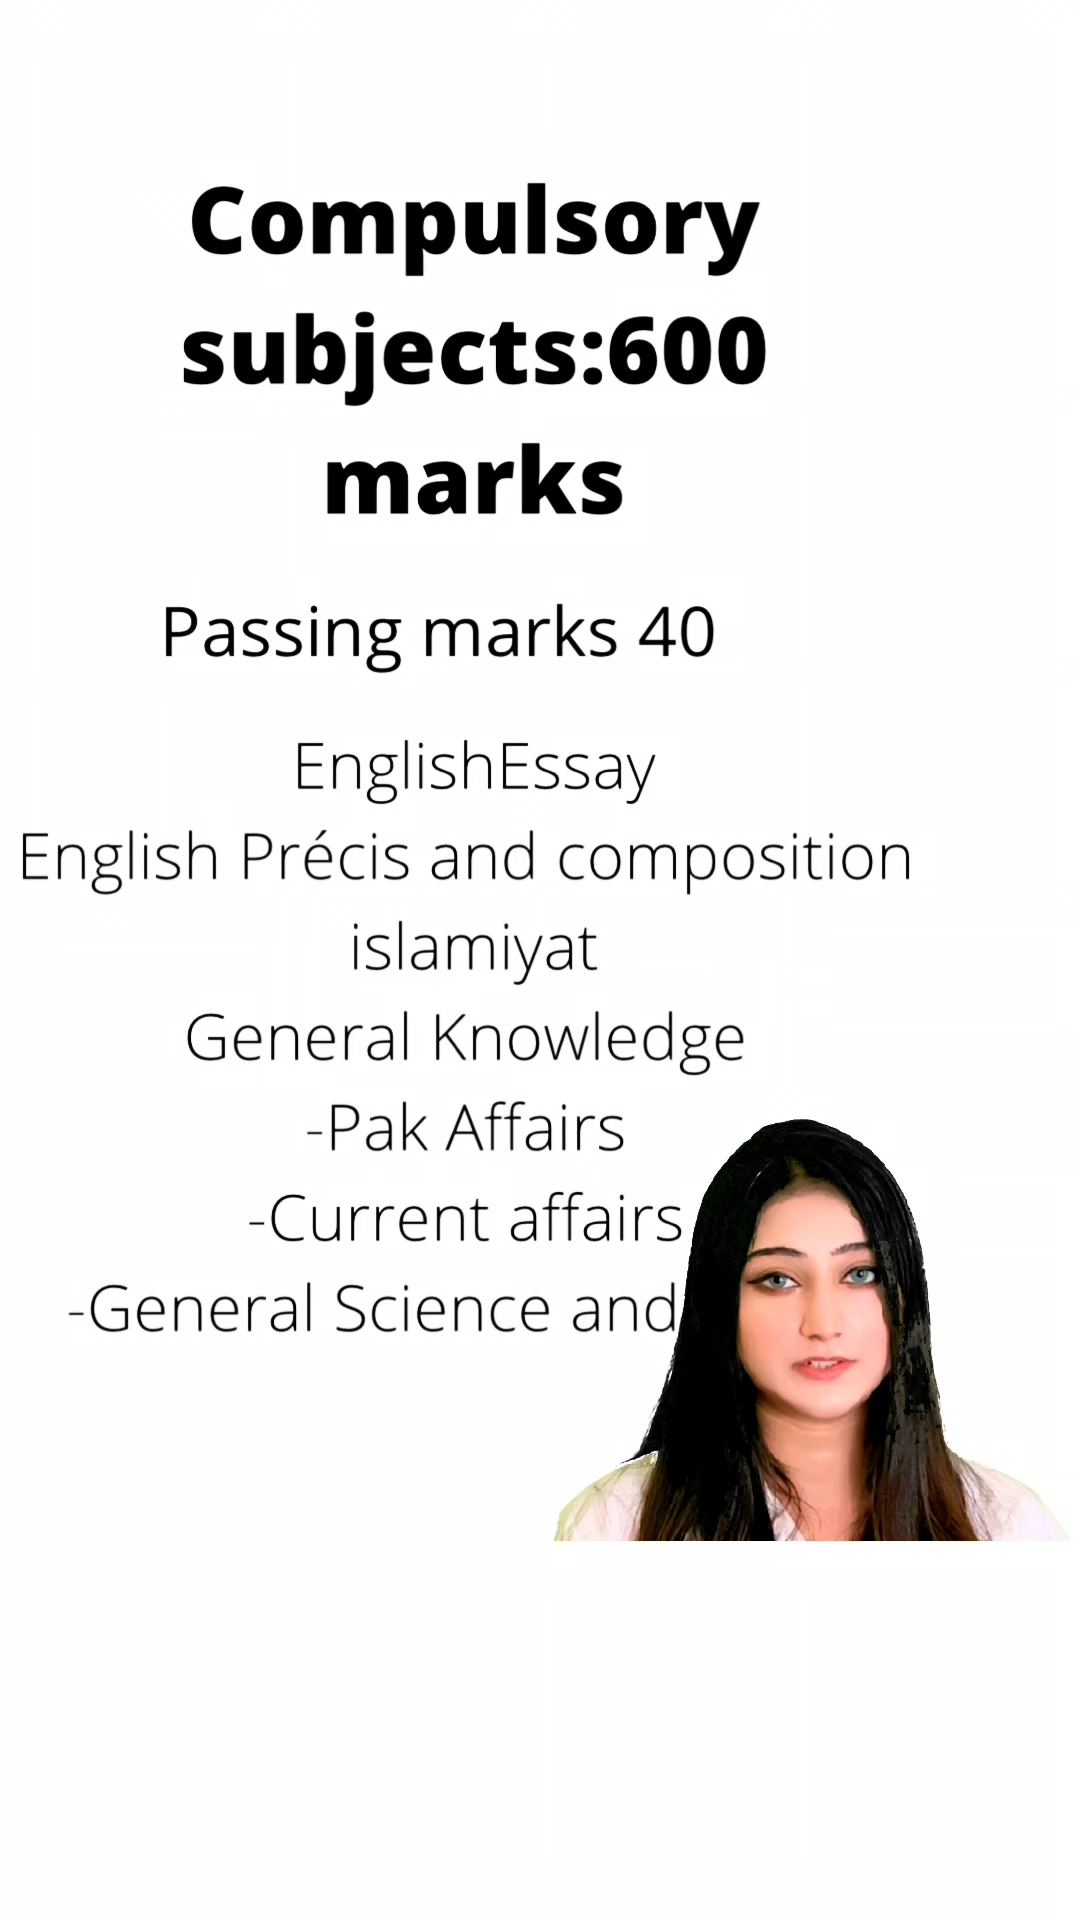 Compulsory
subjects:600
marks
Passing marks 40
EnglishEssay
English Précis and composition
islamiyat
General Knowledge
-Pak Affairs
-Current affairs
-General Science and